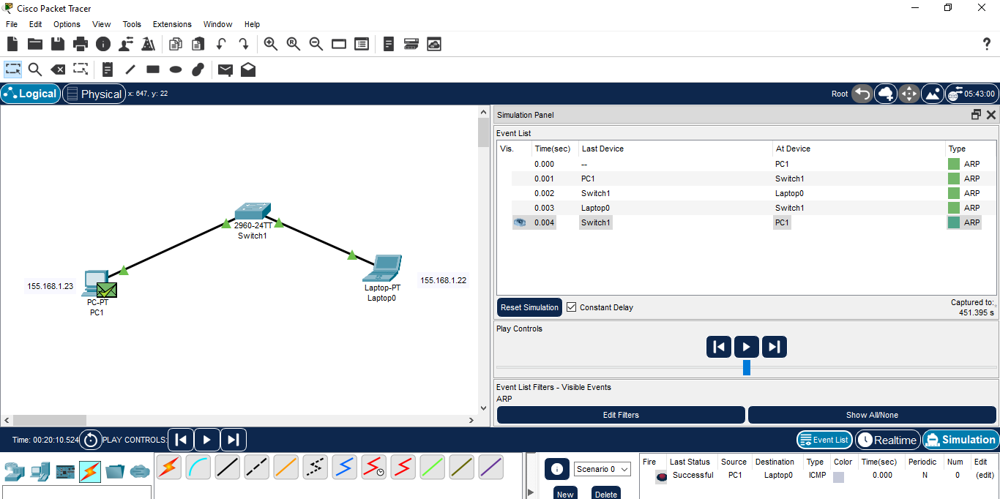 Cisco Packet Tracer
File Edit Options View Tools Extensions Window Help
?
Logical Physical x: 647, y: 22 Root 05:43:00
2960-24TT
Switch1
155.168.1.23
PC-PT
PC1
155.168.1.22
Laptop-PT
Laptop0
Simulation Panel
Event List
Vis. Time(sec) Last Device At Device Type
0.000 -- PC1 ARP
0.001 PC1 Switch1 ARP
0.002 Switch1 Laptop0 ARP
0.003 Laptop0 Switch1 ARP
0.004 Switch1 PC1 ARP
Reset Simulation Constant Delay
Captured to:
451.395 s
Play Controls
Event List Filters - Visible Events
ARP
Edit Filters Show All/None
Time: 00:20:10.524 PLAY CONTROLS: Event List Realtime Simulation
Scenario 0
New Delete
Fire Last Status Source Destination Type Color Time(sec) Periodic Num Edit
Successful PC1 Laptop0 ICMP 0.000 N 0 (edit)